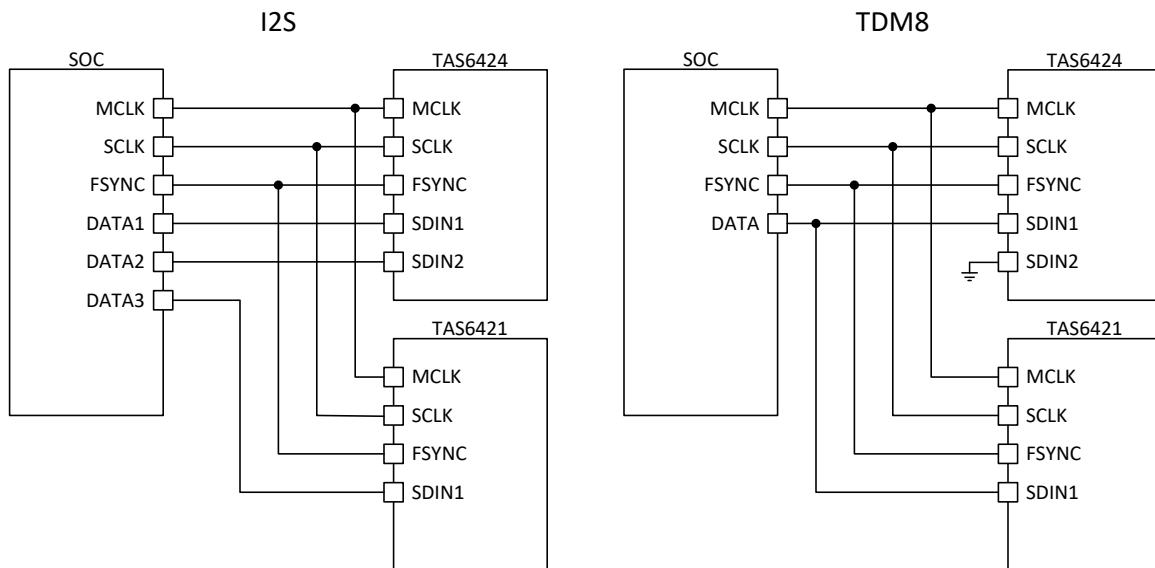 I2S
SOC
MCLK
SCLK
FSYNC
DATA1
DATA2
DATA3
TAS6424
MCLK
SCLK
FSYNC
SDIN1
SDIN2
TAS6421
MCLK
SCLK
FSYNC
SDIN1
TDM8
SOC
MCLK
SCLK
FSYNC
DATA
TAS6424
MCLK
SCLK
FSYNC
SDIN1
SDIN2
TAS6421
MCLK
SCLK
FSYNC
SDIN1